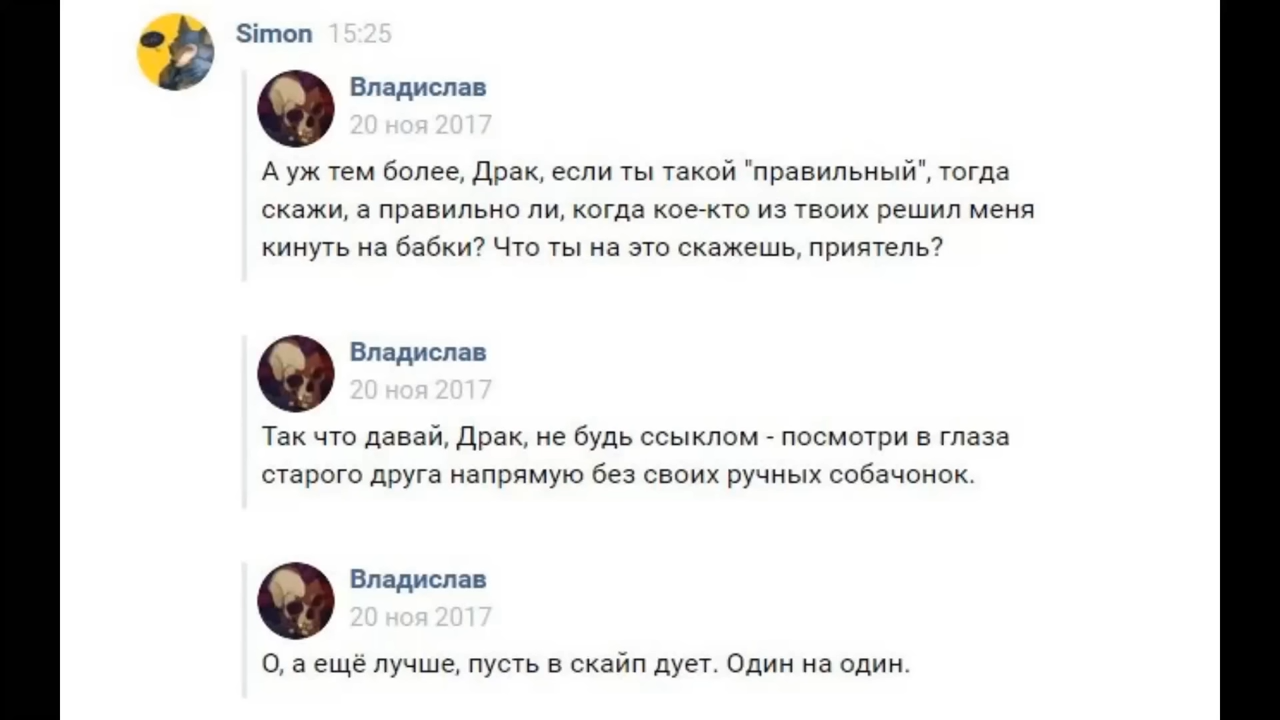 Simon 15:25
Владислав
20 ноя 2017
А уж тем более, Драк, если ты такой "правильный", тогда
скажи, а правильно ли, когда кое-кто из твоих решил меня
кинуть на бабки? Что ты на это скажешь, приятель?
Владислав
20 ноя 2017
Так что давай, Драк, не будь ссыклом - посмотри в глаза
старого друга напрямую без своих ручных собачонок.
Владислав
20 ноя 2017
О, а ещё лучше, пусть в скайп дует. Один на один.